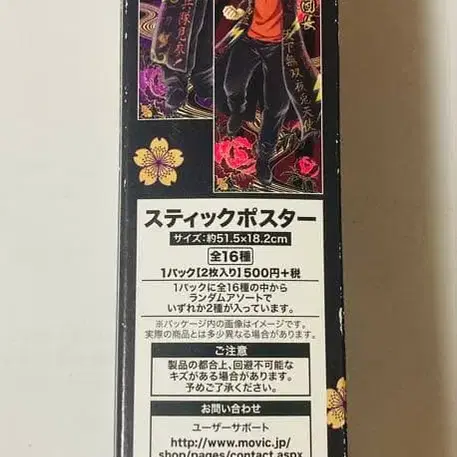 天下無双
スティックポスター
サイズ:約51.5×18.2cm
全16種
1パック【2枚入り】500円+税
1パックに全16種の中から
ランダムアソートで
いずれか2種が入っています。
※パッケージ内の画像はイメージです。
実際の商品とは多少異なる場合があります。
ご注意
製品の都合上、回避不可能な
キズがある場合があります。
予めご了承ください。
お問い合わせ
ユーザーサポート
http://www.movic.jp/
shop/pages/contact.aspx